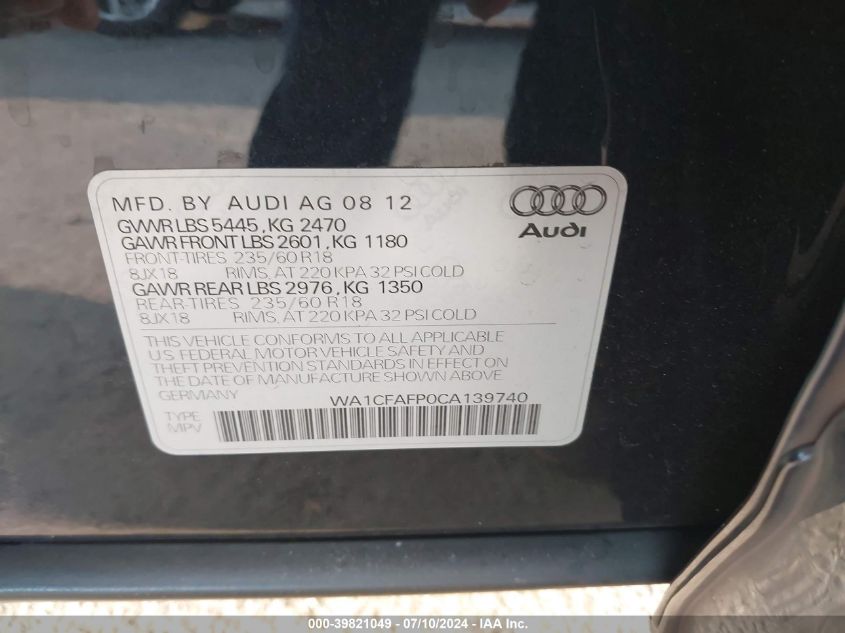 MFD. BY AUDI AG 08 12
GVWR LBS 5445, KG 2470
GAWR FRONT LBS 2601, KG 1180
FRONT-TIRES 235/60 R18
8JX18 RIMS, AT 220 KPA 32 PSI COLD
GAWR REAR LBS 2976, KG 1350
REAR-TIRES 235/60 R18
8JX18 RIMS, AT 220 KPA 32 PSI COLD
THIS VEHICLE CONFORMS TO ALL APPLICABLE
U.S. FEDERAL MOTOR VEHICLE SAFETY AND
THEFT PREVENTION STANDARDS IN EFFECT ON
THE DATE OF MANUFACTURE SHOWN ABOVE.
GERMANY
WA1CFAFP0CA139740
TYPE
MPV
Audi
000-39821049 - 07/10/2024 - IAAI.COM